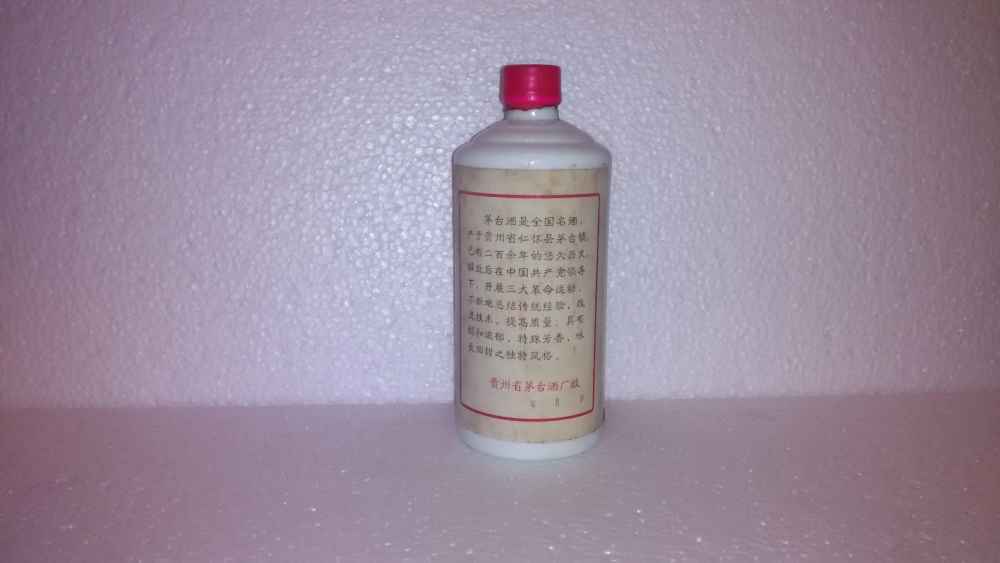 茅台酒是全国名酒，
产于贵州省仁怀县茅台镇，
已有二百余年的悠久历史，
解放后在中国共产党领导
下，开展三大革命运动，
不断地总结传统经验，改
进技术，提高质量。具有
醇和浓郁，特殊芳香，味
长回甜之独特风格。
贵州省茅台酒厂敬
年 月 日